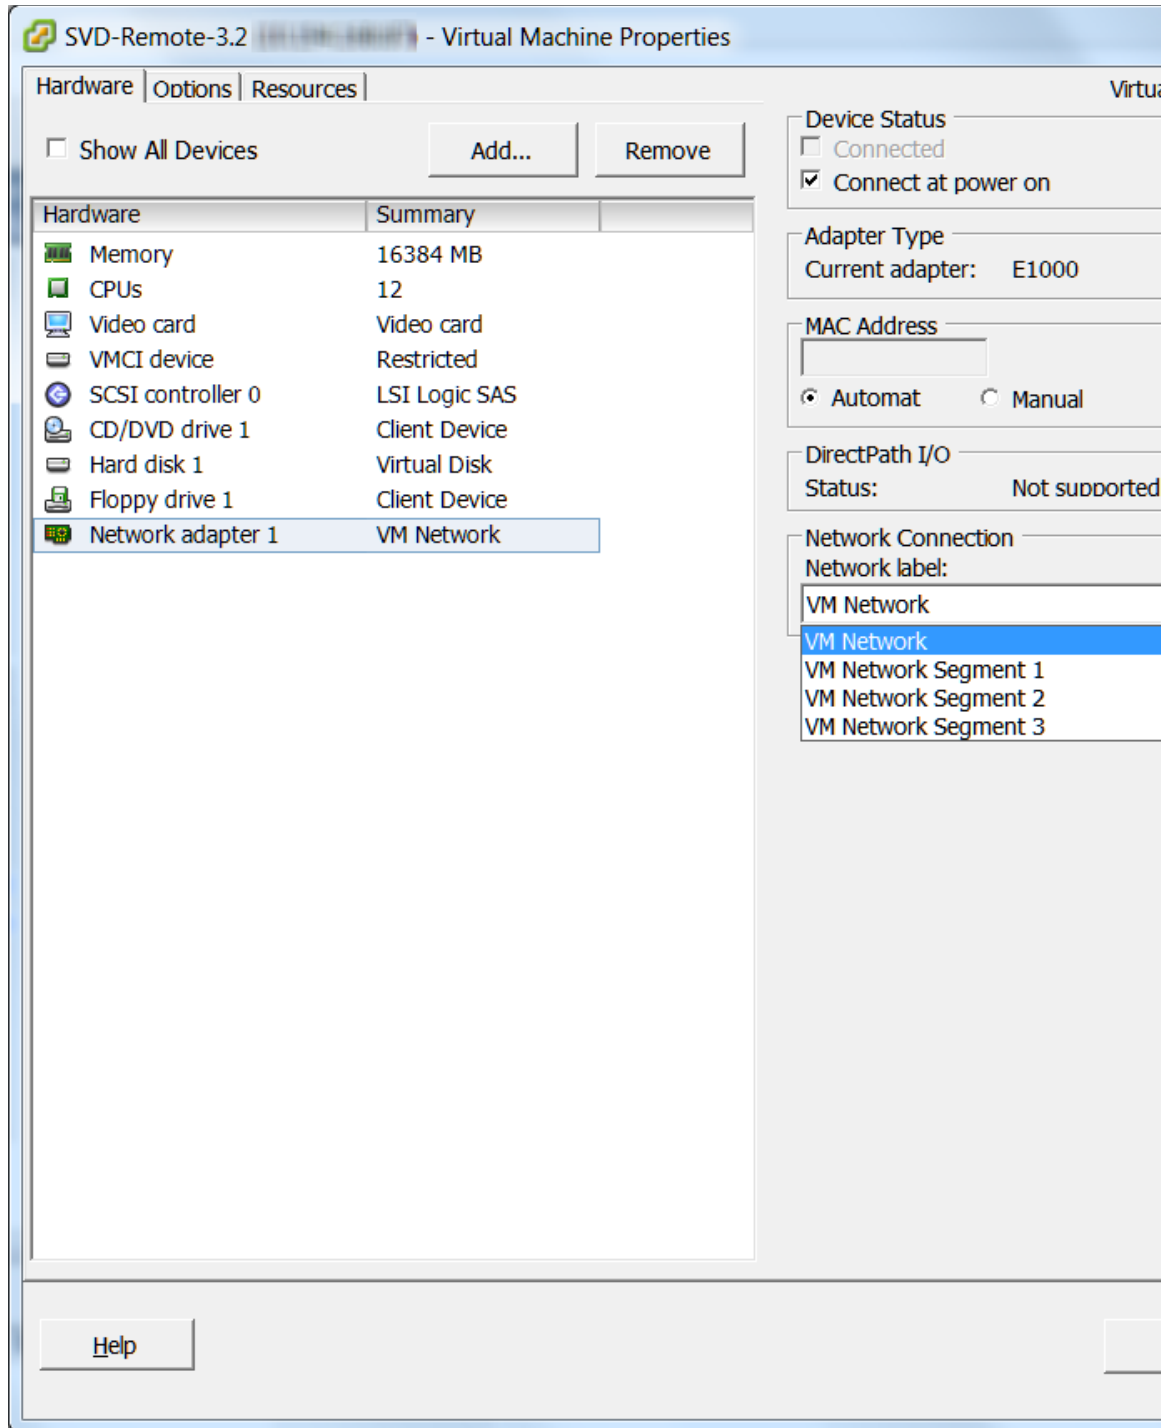 SVD-Remote-3.2 - Virtual Machine Properties
Hardware Options Resources
Show All Devices Add... Remove
Hardware Summary
Memory 16384 MB
CPUs 12
Video card Video card
VMCI device Restricted
SCSI controller 0 LSI Logic SAS
CD/DVD drive 1 Client Device
Hard disk 1 Virtual Disk
Floppy drive 1 Client Device
Network adapter 1 VM Network
Device Status
Connected
Connect at power on
Adapter Type
Current adapter: E1000
MAC Address
Automat Manual
DirectPath I/O
Status: Not supported
Network Connection
Network label:
VM Network
VM Network
VM Network Segment 1
VM Network Segment 2
VM Network Segment 3
Help